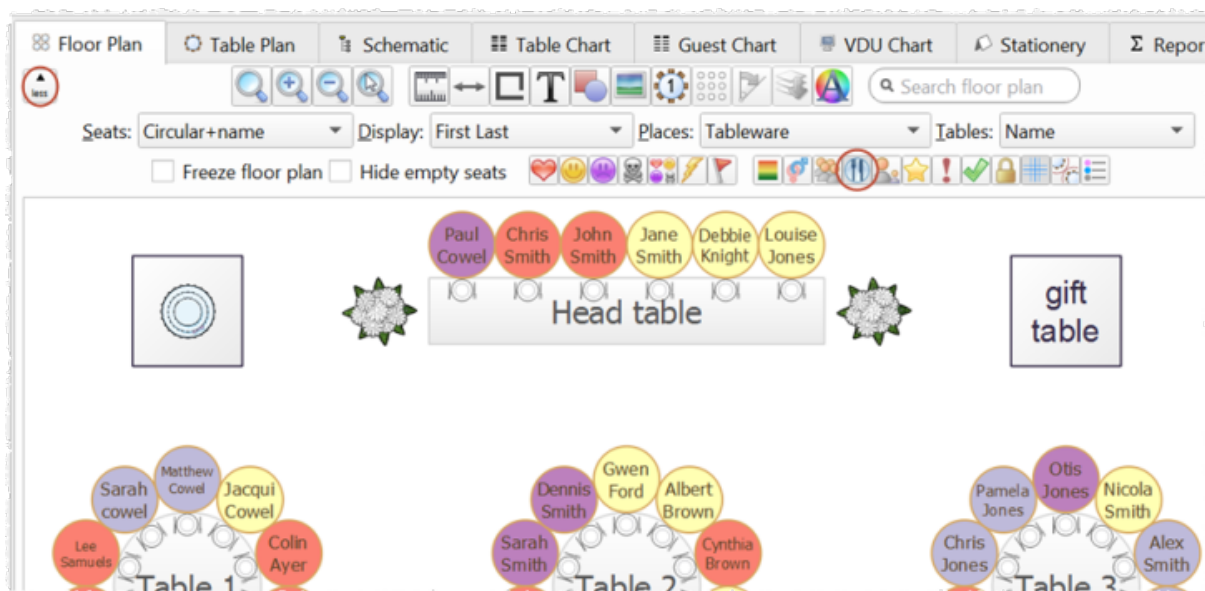 Floor Plan
Table Plan
Schematic
Table Chart
Guest Chart
VDU Chart
Stationery
Σ Repor
less
1
T
A
Search floor plan
Seats: Circular+name
Display: First Last
Places: Tableware
Tables: Name
Freeze floor plan
Hide empty seats
Paul
Cowel
Chris
Smith
John
Smith
Jane
Smith
Debbie
Knight
Louise
Jones
Head table
gift
table
Sarah
cowel
Matthew
Cowel
Jacqui
Cowel
Lee
Samuels
Colin
Ayer
Table 1
Dennis
Smith
Gwen
Ford
Albert
Brown
Sarah
Smith
Cynthia
Brown
Table 2
Pamela
Jones
Otis
Jones
Nicola
Smith
Chris
Jones
Alex
Smith
Table 3